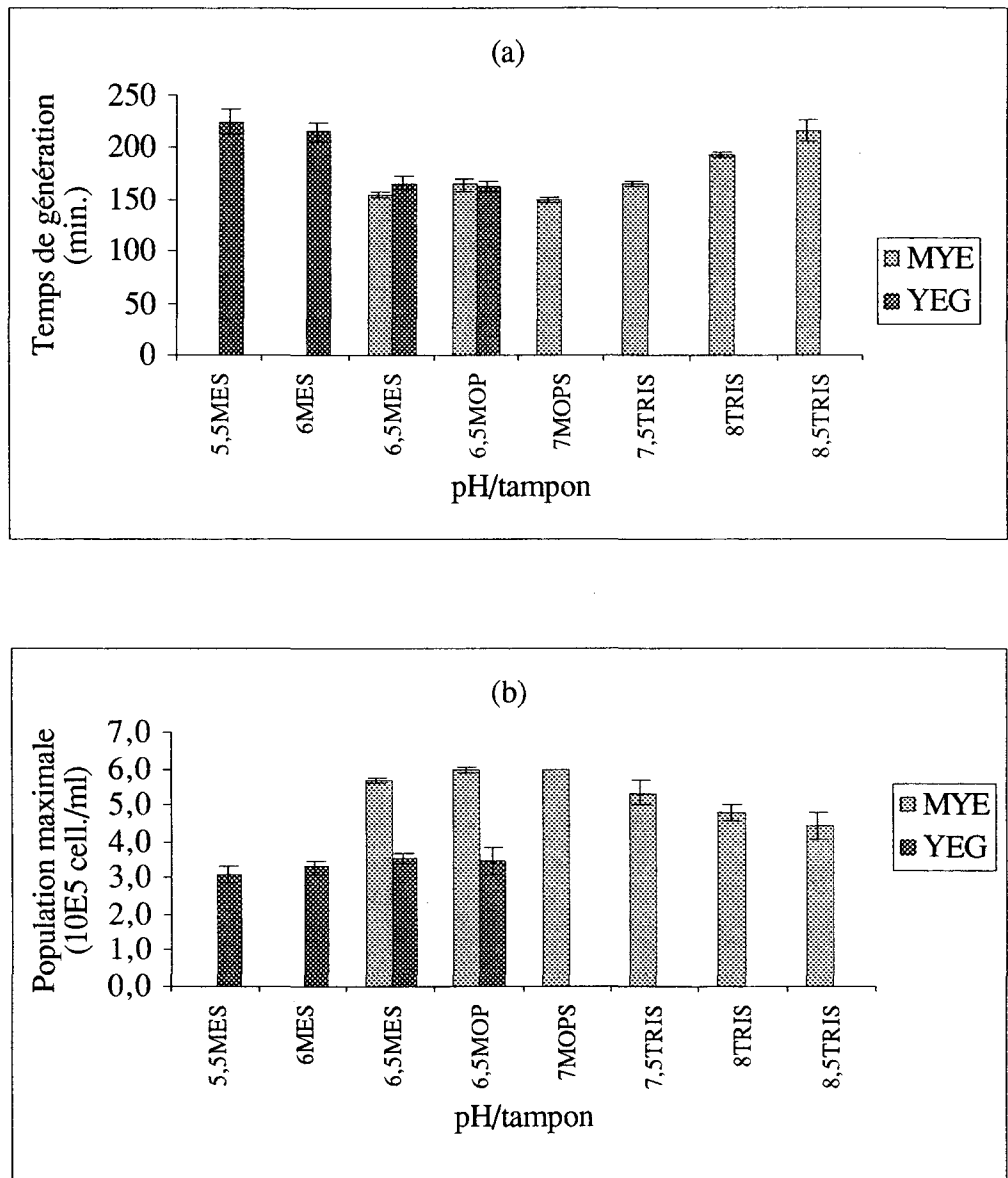 (a)
Temps de génération
(min.)
250
200
150
100
50
0
5,5MES
6MES
6,5MES
6,5MOP
7MOPS
7,5TRIS
8TRIS
8,5TRIS
pH/tampon
MYE
YEG
(b)
Population maximale
(10E5 cell./ml)
7,0
6,0
5,0
4,0
3,0
2,0
1,0
0,0
5,5MES
6MES
6,5MES
6,5MOP
7MOPS
7,5TRIS
8TRIS
8,5TRIS
pH/tampon
MYE
YEG